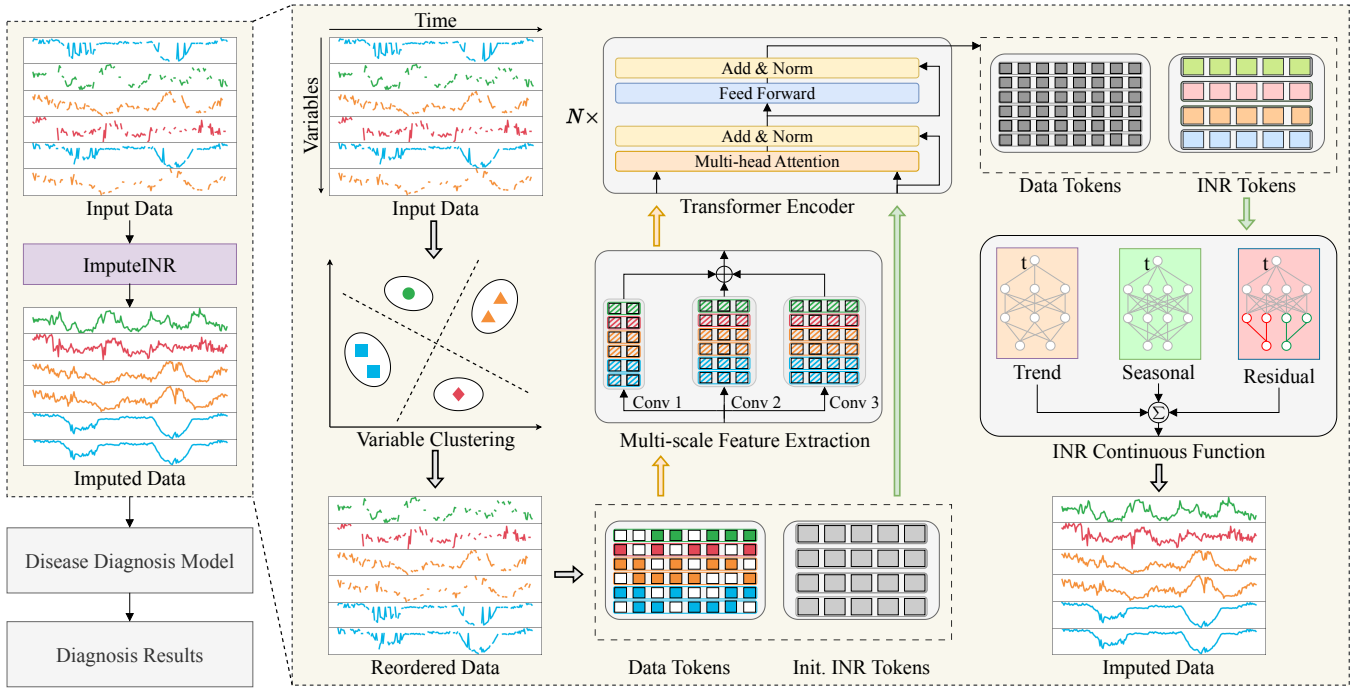 Input Data
ImputeINR
Imputed Data
Disease Diagnosis Model
Diagnosis Results
Time
Variables
Input Data
Variable Clustering
Reordered Data
N×
Add & Norm
Feed Forward
Add & Norm
Multi-head Attention
Transformer Encoder
Conv 1
Conv 2
Conv 3
Multi-scale Feature Extraction
Data Tokens
Init. INR Tokens
Data Tokens
INR Tokens
t
t
t
Trend
Seasonal
Residual
Σ
INR Continuous Function
Imputed Data